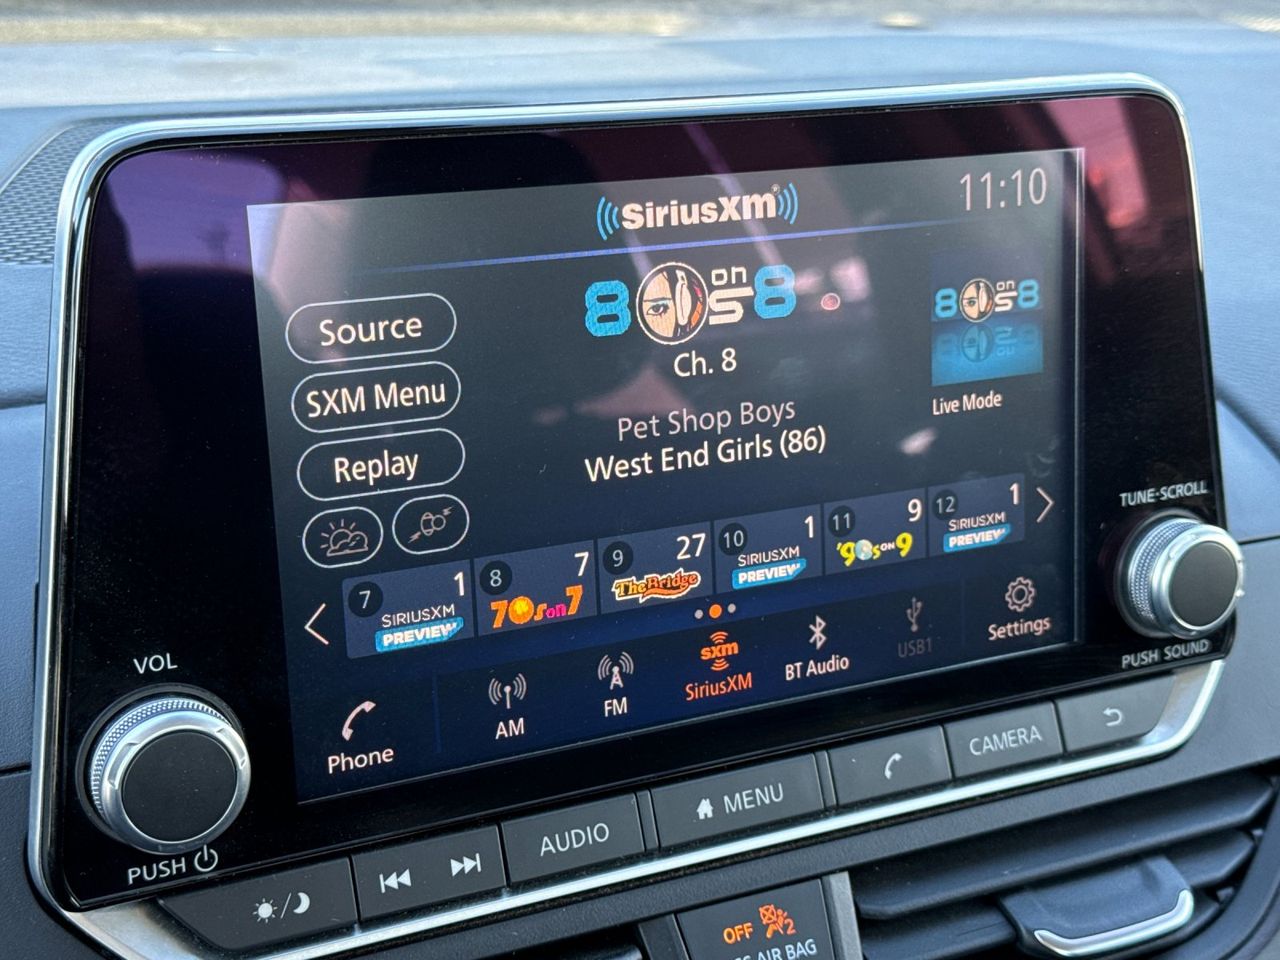 SiriusXM®
11:10
8 on 8
80s
Ch. 8
Pet Shop Boys
West End Girls (86)
8 on 8
80s
Live Mode
Source
SXM Menu
Replay
7 1
SIRIUSXM
PREVIEW
8 7
70s on 7
9 27
The Bridge
10 1
SIRIUSXM
PREVIEW
11 9
'90s ON 9
12 1
SIRIUSXM
PREVIEW
Phone
AM
FM
sxm
SiriusXM
BT Audio
USB1
Settings
VOL
PUSH
TUNE·SCROLL
PUSH SOUND
AUDIO
MENU
CAMERA
OFF
2
AIR BAG